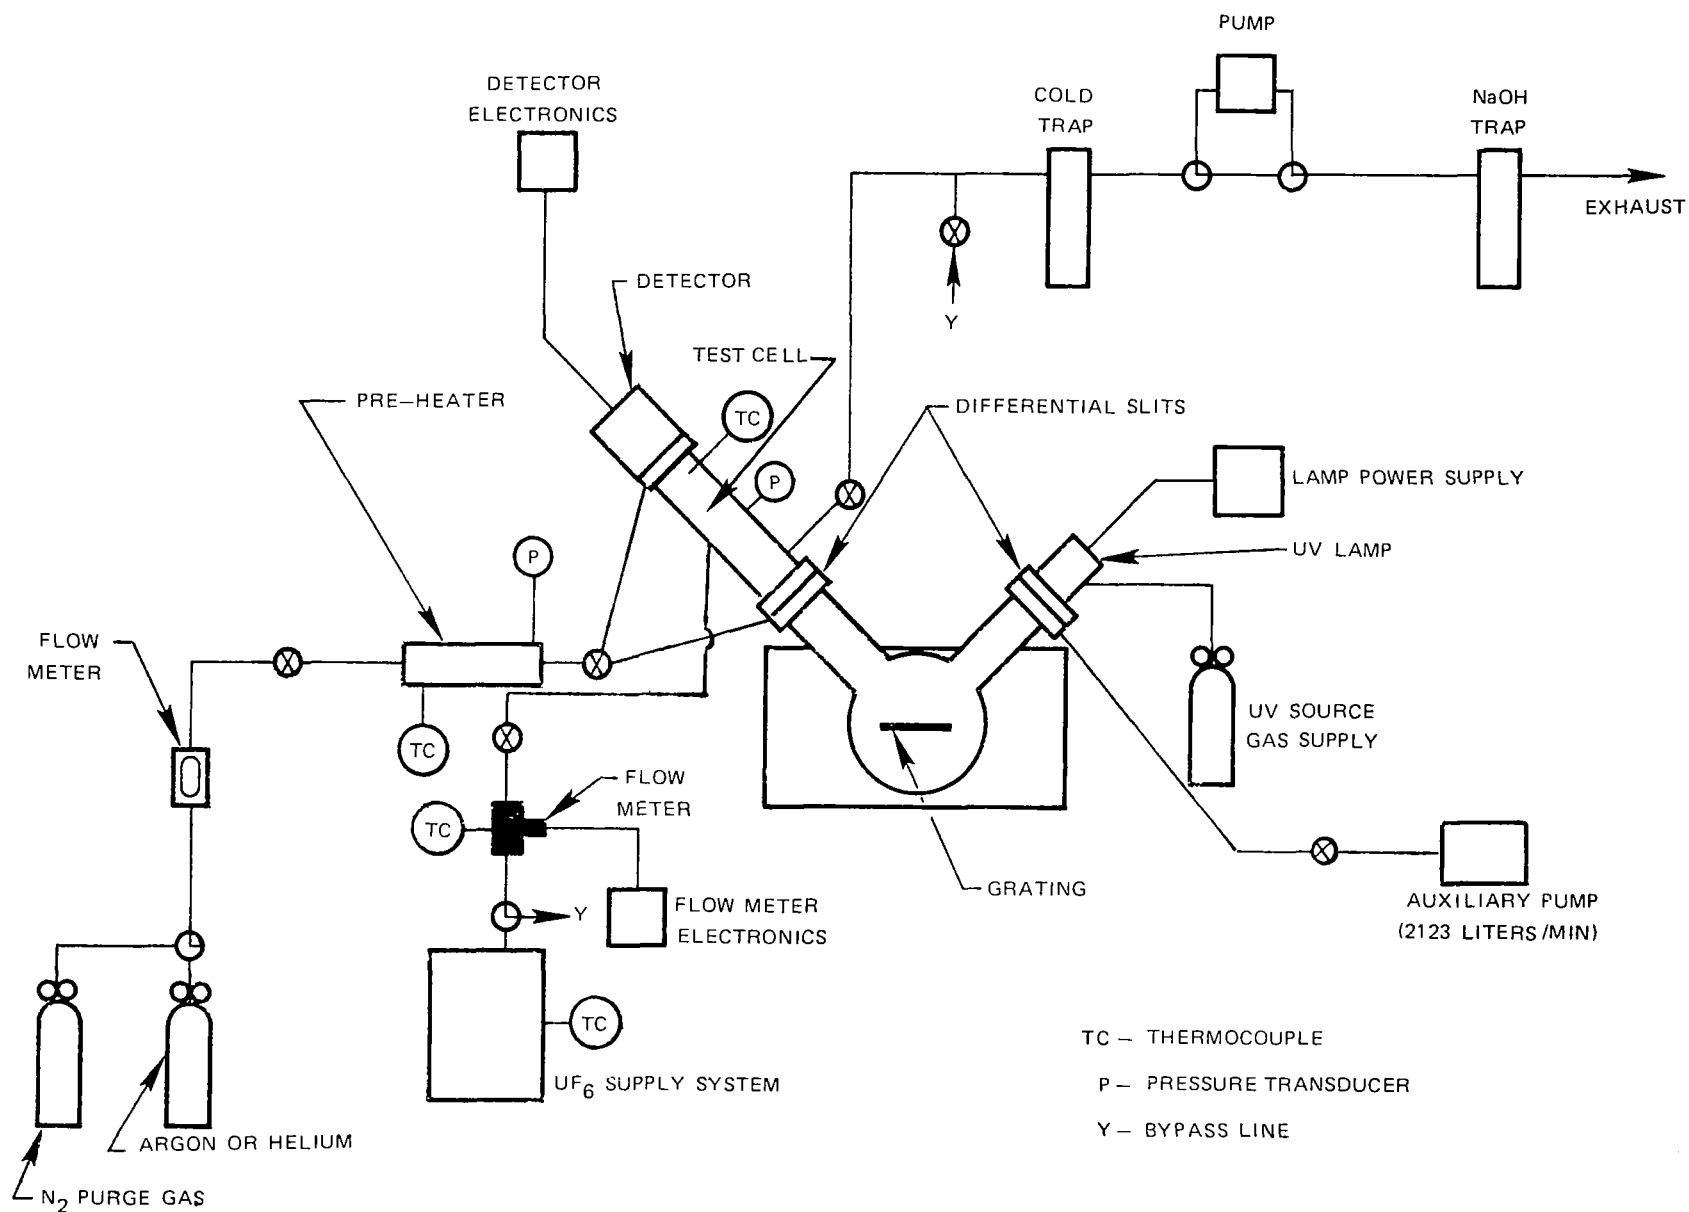 PUMP
DETECTOR
ELECTRONICS
COLD
TRAP
NaOH
TRAP
EXHAUST
Y
DETECTOR
TEST CELL
PRE-HEATER
TC
DIFFERENTIAL SLITS
P
LAMP POWER SUPPLY
UV LAMP
P
FLOW
METER
TC
UV SOURCE
GAS SUPPLY
FLOW
METER
TC
GRATING
AUXILIARY PUMP
(2123 LITERS/MIN)
Y
FLOW METER
ELECTRONICS
TC
UF6 SUPPLY SYSTEM
ARGON OR HELIUM
N2 PURGE GAS
TC – THERMOCOUPLE
P – PRESSURE TRANSDUCER
Y – BYPASS LINE